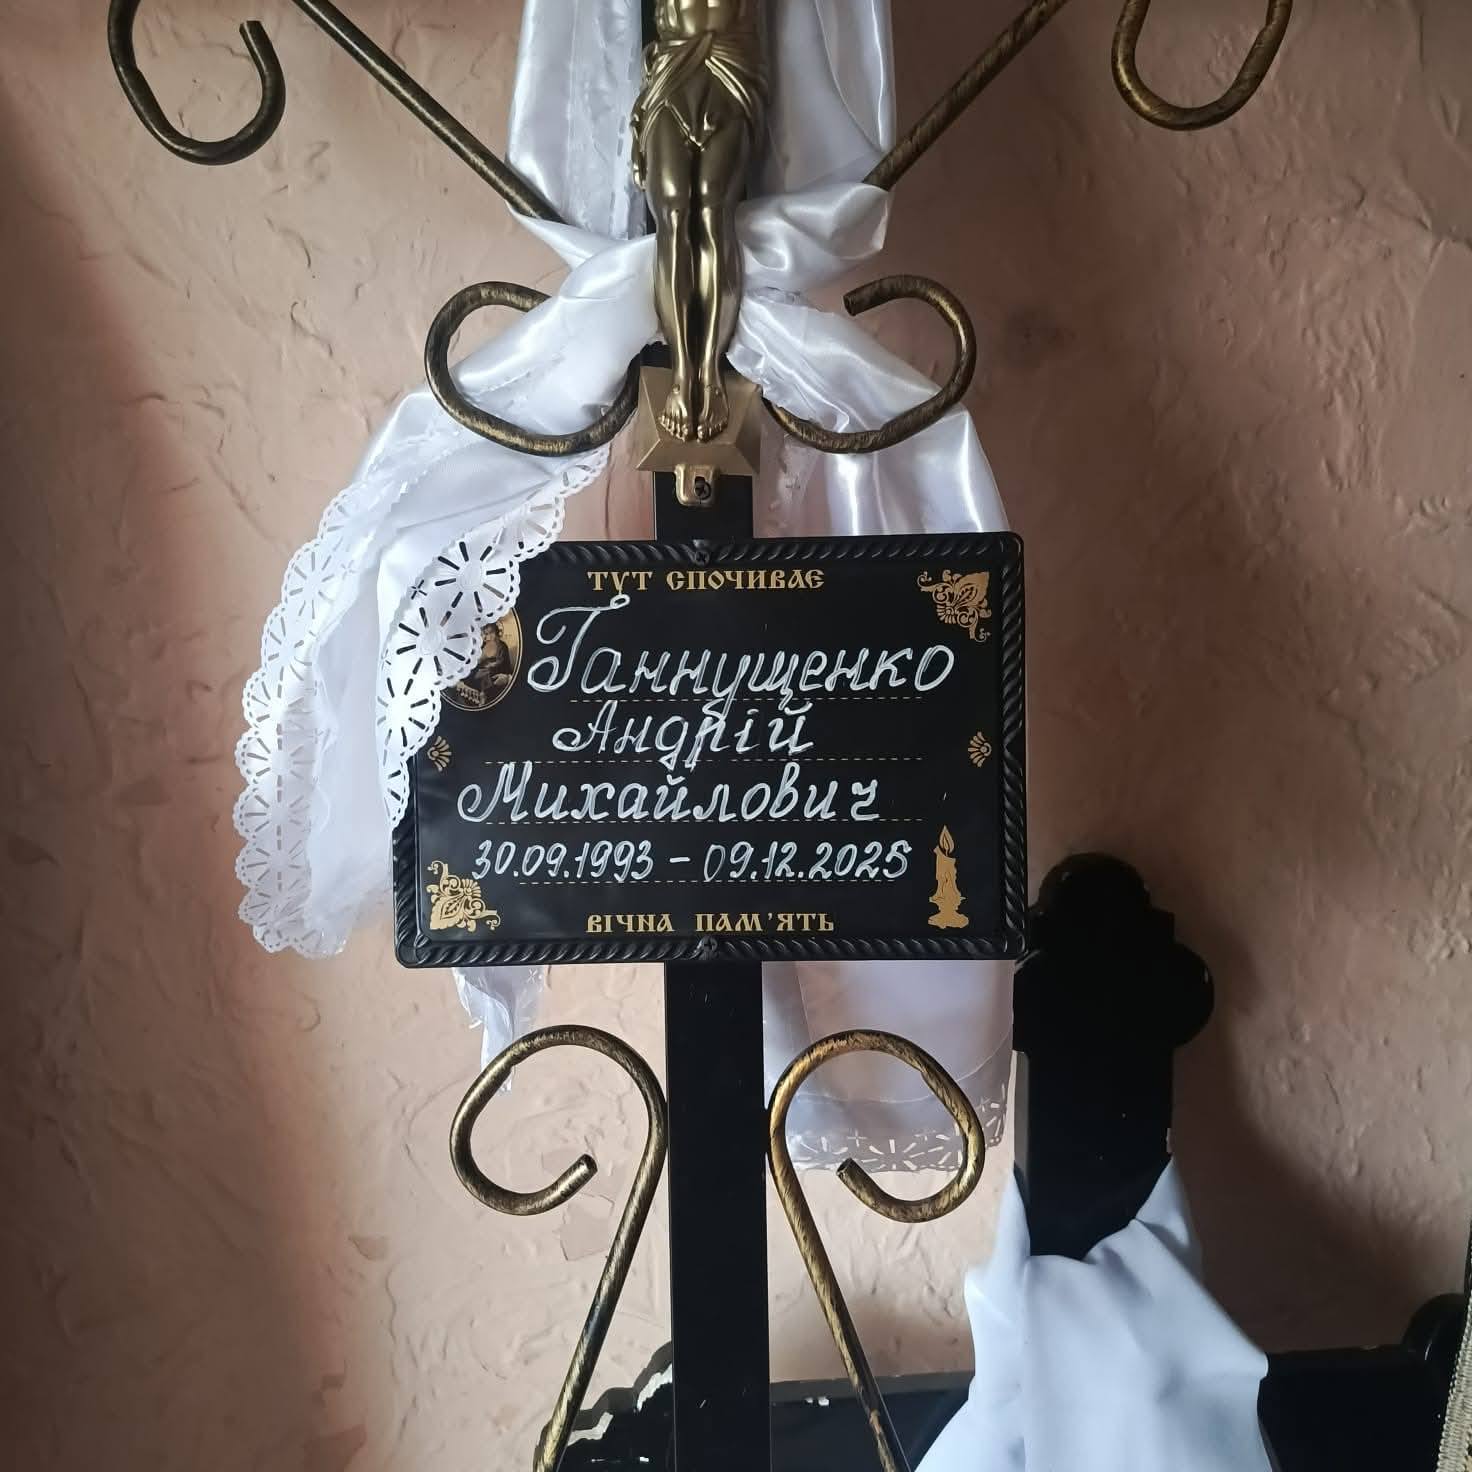 ТУТ СПОЧИВАЄ
Ганнущенко
Андрій
Михайлович
30.09.1993 - 09.12.2025
ВІЧНА ПАМ'ЯТЬ